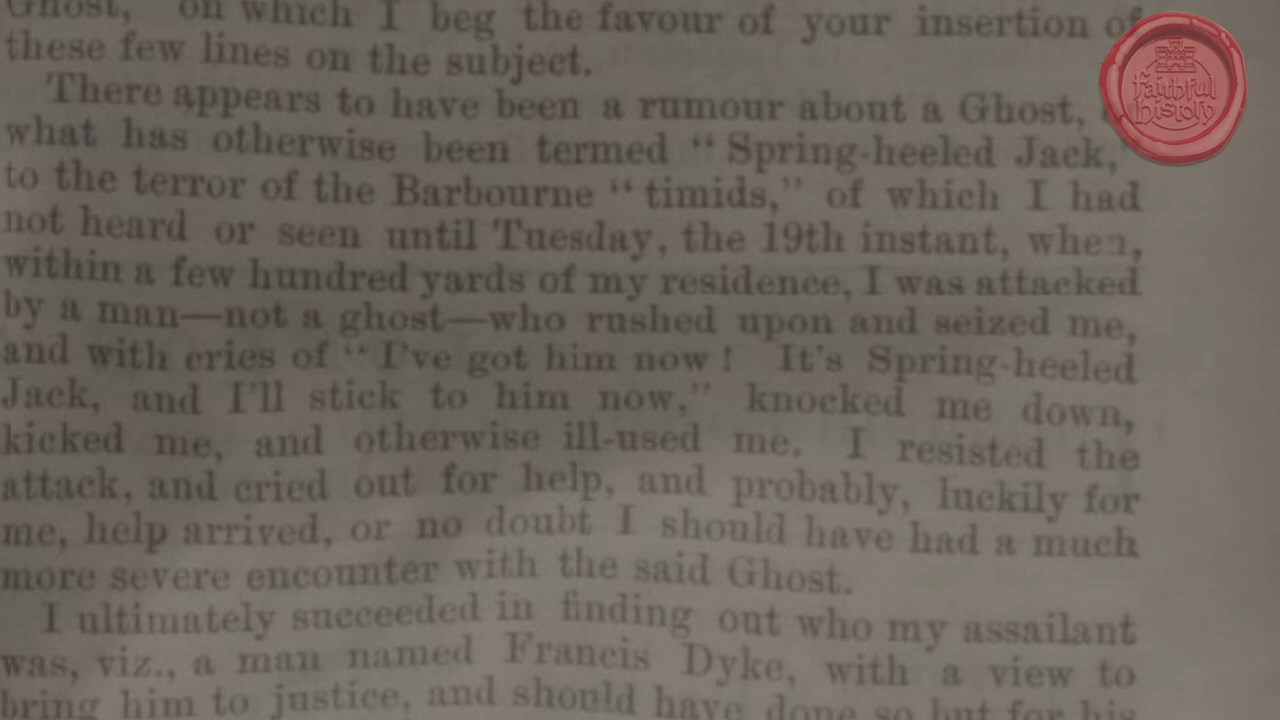 Ghost," on which I beg the favour of your insertion of
these few lines on the subject.
There appears to have been a rumour about a Ghost,
what has otherwise been termed “Spring-heeled Jack,”
to the terror of the Barbourne “timids,” of which I had
not heard or seen until Tuesday, the 19th instant, when,
within a few hundred yards of my residence, I was attacked
by a man—not a ghost—who rushed upon and seized me,
and with cries of “I've got him now! It's Spring-heeled
Jack, and I'll stick to him now,” knocked me down,
kicked me, and otherwise ill-used me. I resisted the
attack, and cried out for help, and probably, luckily for
me, help arrived, or no doubt I should have had a much
more severe encounter with the said Ghost.
I ultimately succeeded in finding out who my assailant
was, viz., a man named Francis Dyke, with a view to
bring him to justice, and should have done so but for his
faithful
history